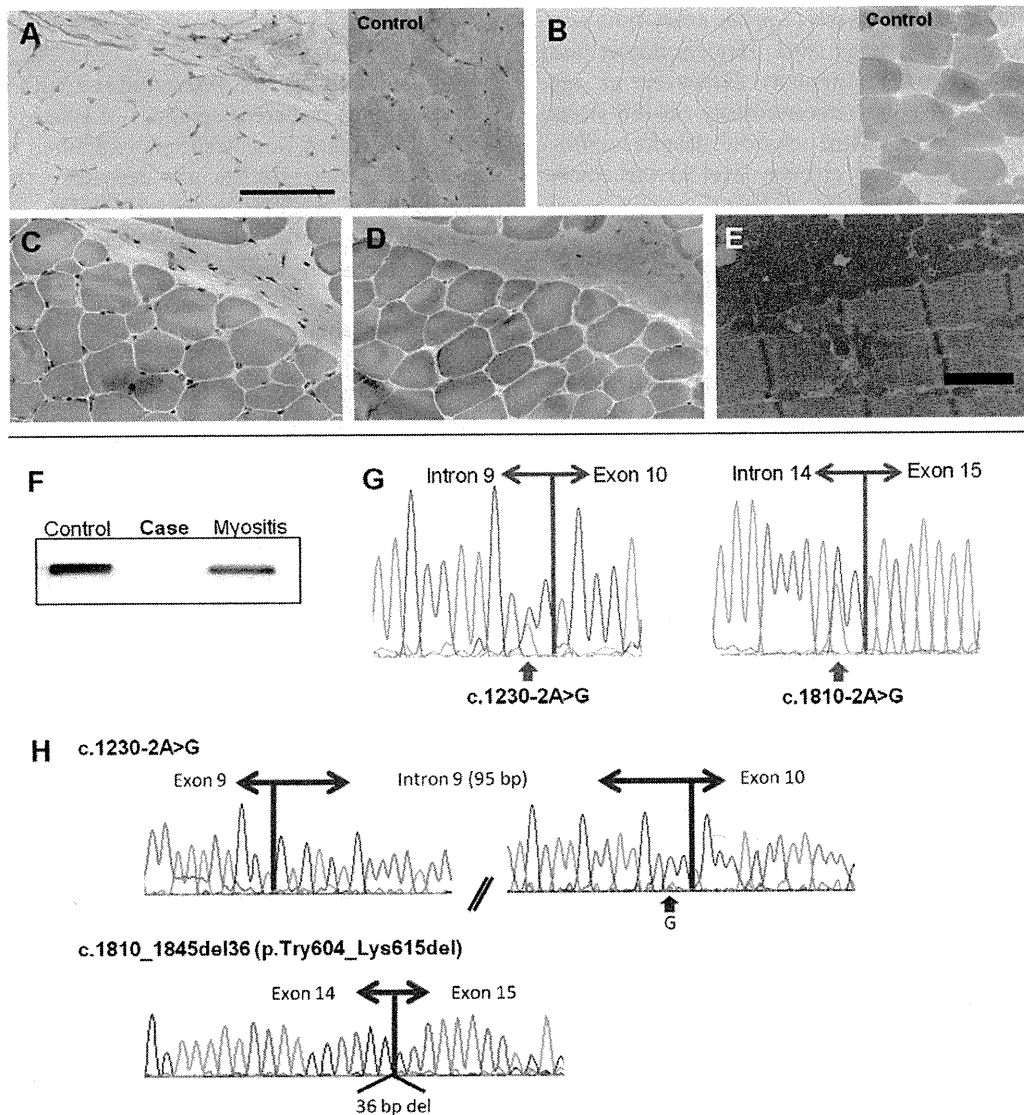 A
Control
B
Control
C
D
E
F
Control Case Myositis
G
Intron 9 Exon 10
Intron 14 Exon 15
c.1230-2A>G
c.1810-2A>G
H
c.1230-2A>G
Exon 9 Intron 9 (95 bp) Exon 10
//
G
c.1810_1845del36 (p.Try604_Lys615del)
Exon 14 Exon 15
36 bp del